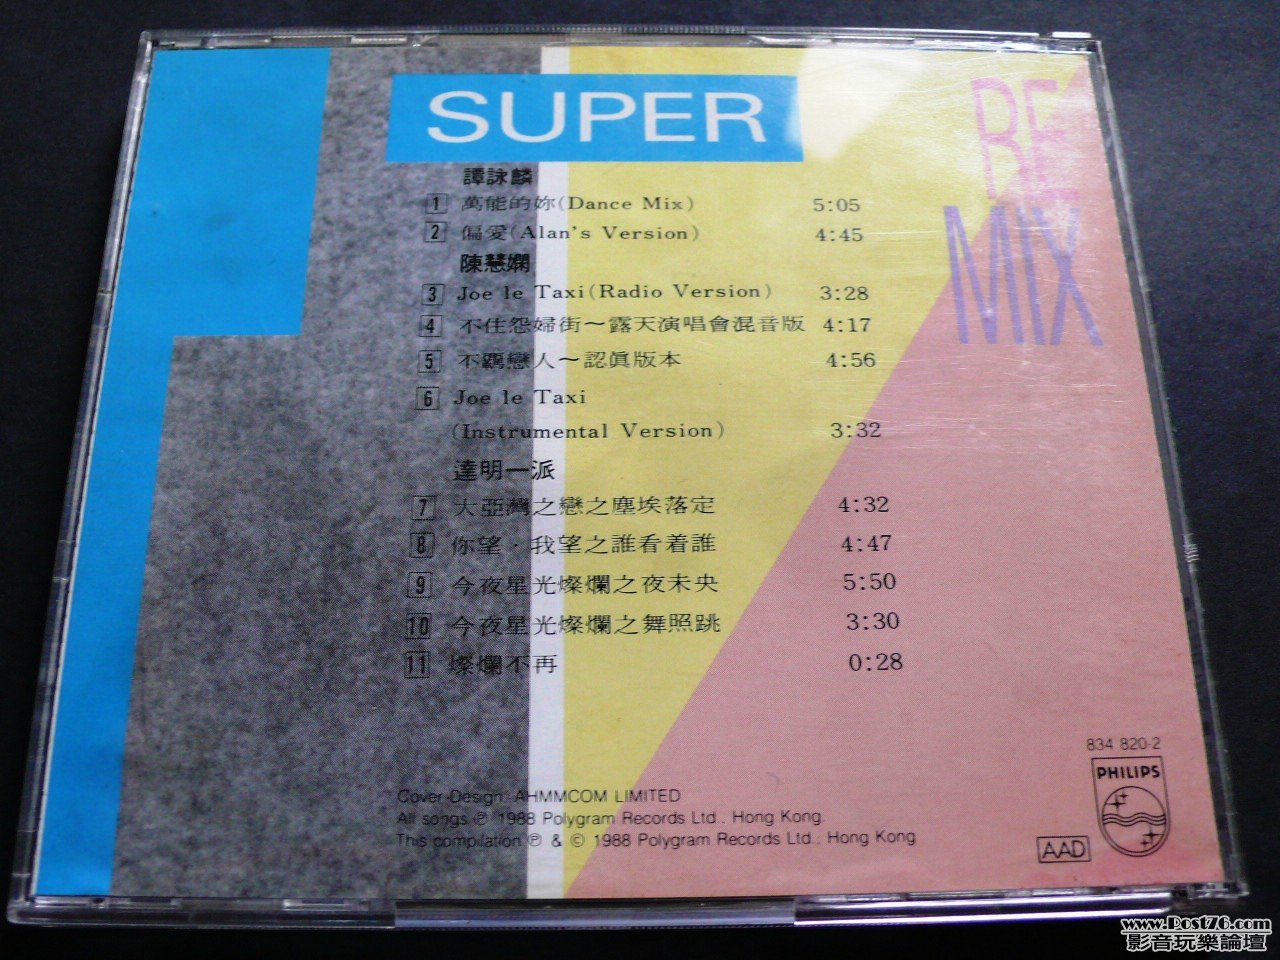 SUPER
RE
MIX
譚詠麟
1 萬能的妳(Dance Mix) 5:05
2 偏愛(Alan's Version) 4:45
陳慧嫻
3 Joe le Taxi(Radio Version) 3:28
4 不住怨婦街～露天演唱會混音版 4:17
5 不羈戀人～認眞版本 4:56
6 Joe le Taxi
(Instrumental Version) 3:32
達明一派
7 大亞灣之戀之塵埃落定 4:32
8 你望．我望之誰看着誰 4:47
9 今夜星光燦爛之夜未央 5:50
10 今夜星光燦爛之舞照跳 3:30
11 燦爛不再 0:28
834 820-2
PHILIPS
Cover Design: AHMMCOM LIMITED
All songs ℗ 1988 Polygram Records Ltd., Hong Kong.
This compilation ℗ & © 1988 Polygram Records Ltd., Hong Kong
AAD
www.Post76.com
影音玩樂論壇